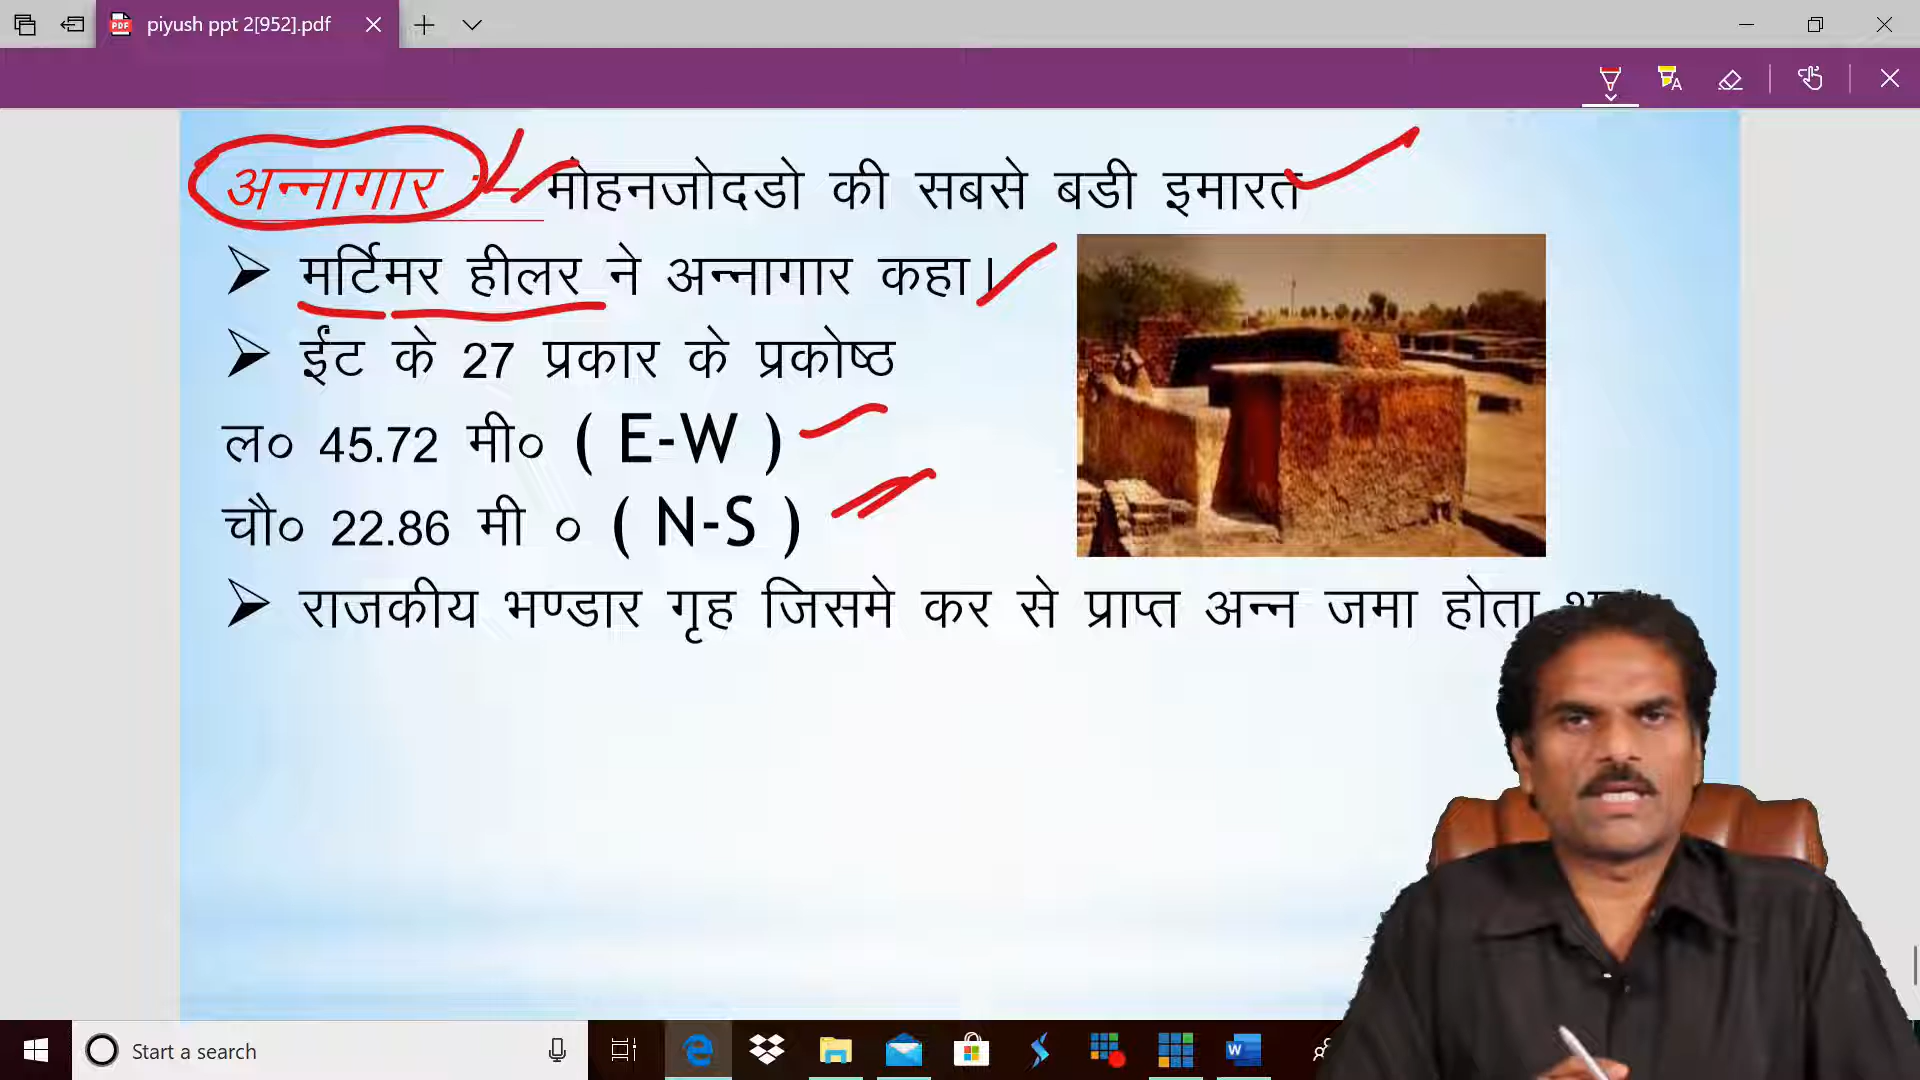 piyush ppt 2[952].pdf
अन्नागार :– मोहनजोदडो की सबसे बडी इमारत
➢ मर्टिमर हीलर ने अन्नागार कहा।
➢ ईंट के 27 प्रकार के प्रकोष्ठ
ल० 45.72 मी० ( E-W )
चौ० 22.86 मी ० ( N-S )
➢ राजकीय भण्डार गृह जिसमे कर से प्राप्त अन्न जमा होता
Start a search